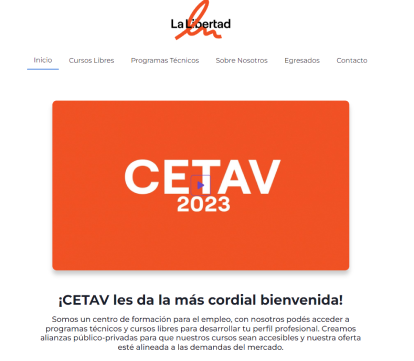 La Libertad
Inicio Cursos Libres Programas Técnicos Sobre Nosotros Egresados Contacto
CETAV
2023
¡CETAV les da la más cordial bienvenida!
Somos un centro de formación para el empleo, con nosotros podés acceder a
programas técnicos y cursos libres para desarrollar tu perfil profesional. Creamos
alianzas público-privadas para que nuestros cursos sean accesibles y nuestra oferta
esté alineada a las demandas del mercado.